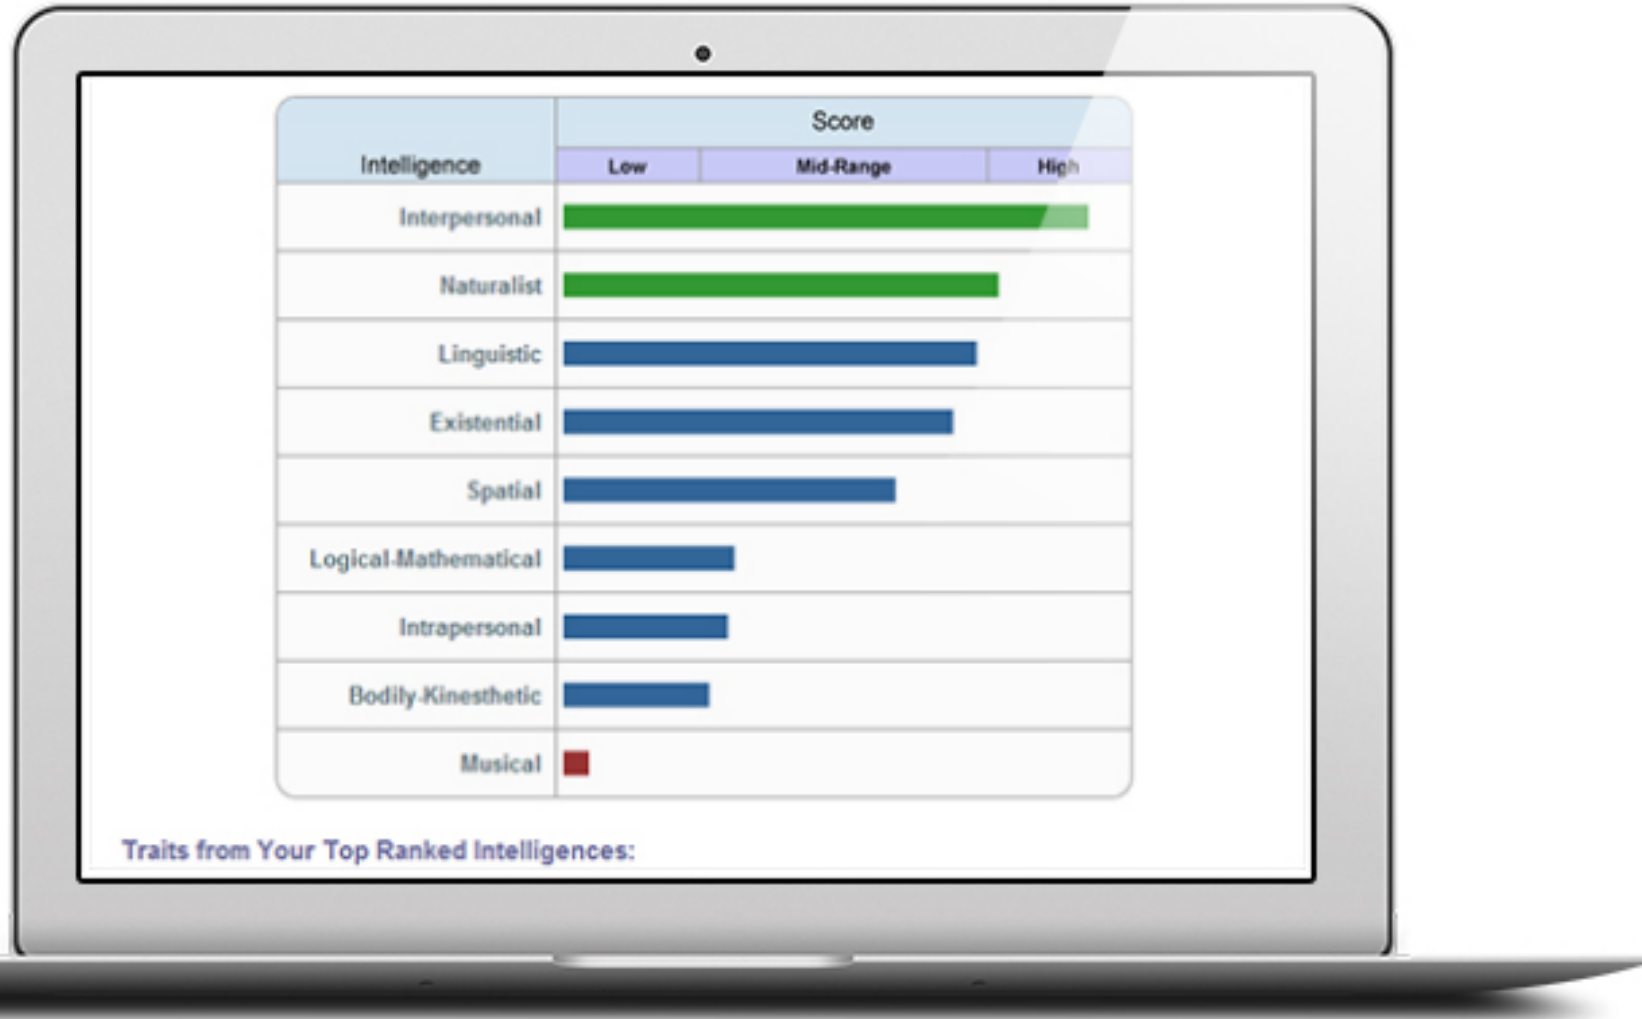 Score
Intelligence
Low Mid-Range High
Interpersonal
Naturalist
Linguistic
Existential
Spatial
Logical-Mathematical
Intrapersonal
Bodily-Kinesthetic
Musical
Traits from Your Top Ranked Intelligences: